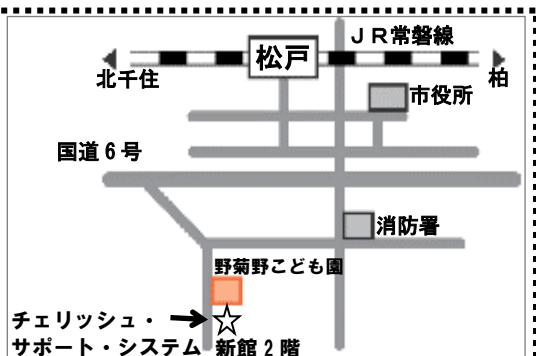 ＪＲ常磐線
松戸
北千住
柏
市役所
国道６号
消防署
野菊野こども園
チェリッシュ・
サポート・システム
新館２階